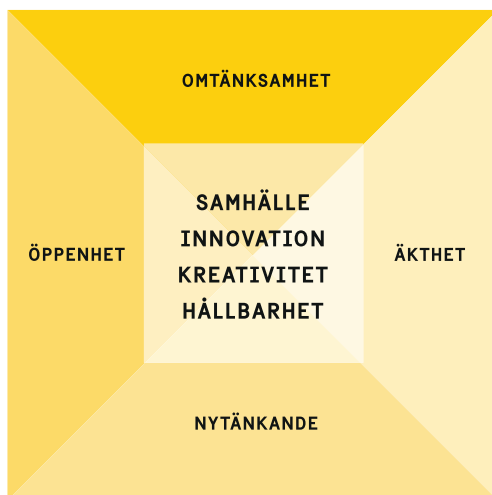 OMTÄNKSAMHET
SAMHÄLLE
INNOVATION
ÖPPENHET
ÄKTHET
KREATIVITET
HÅLLBARHET
NYTÄNKANDE